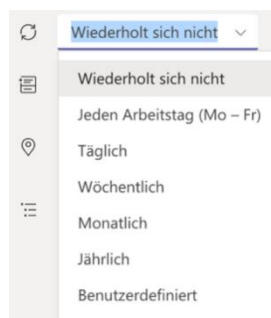 Wiederholt sich nicht
Wiederholt sich nicht
Jeden Arbeitstag (Mo – Fr)
Täglich
Wöchentlich
Monatlich
Jährlich
Benutzerdefiniert